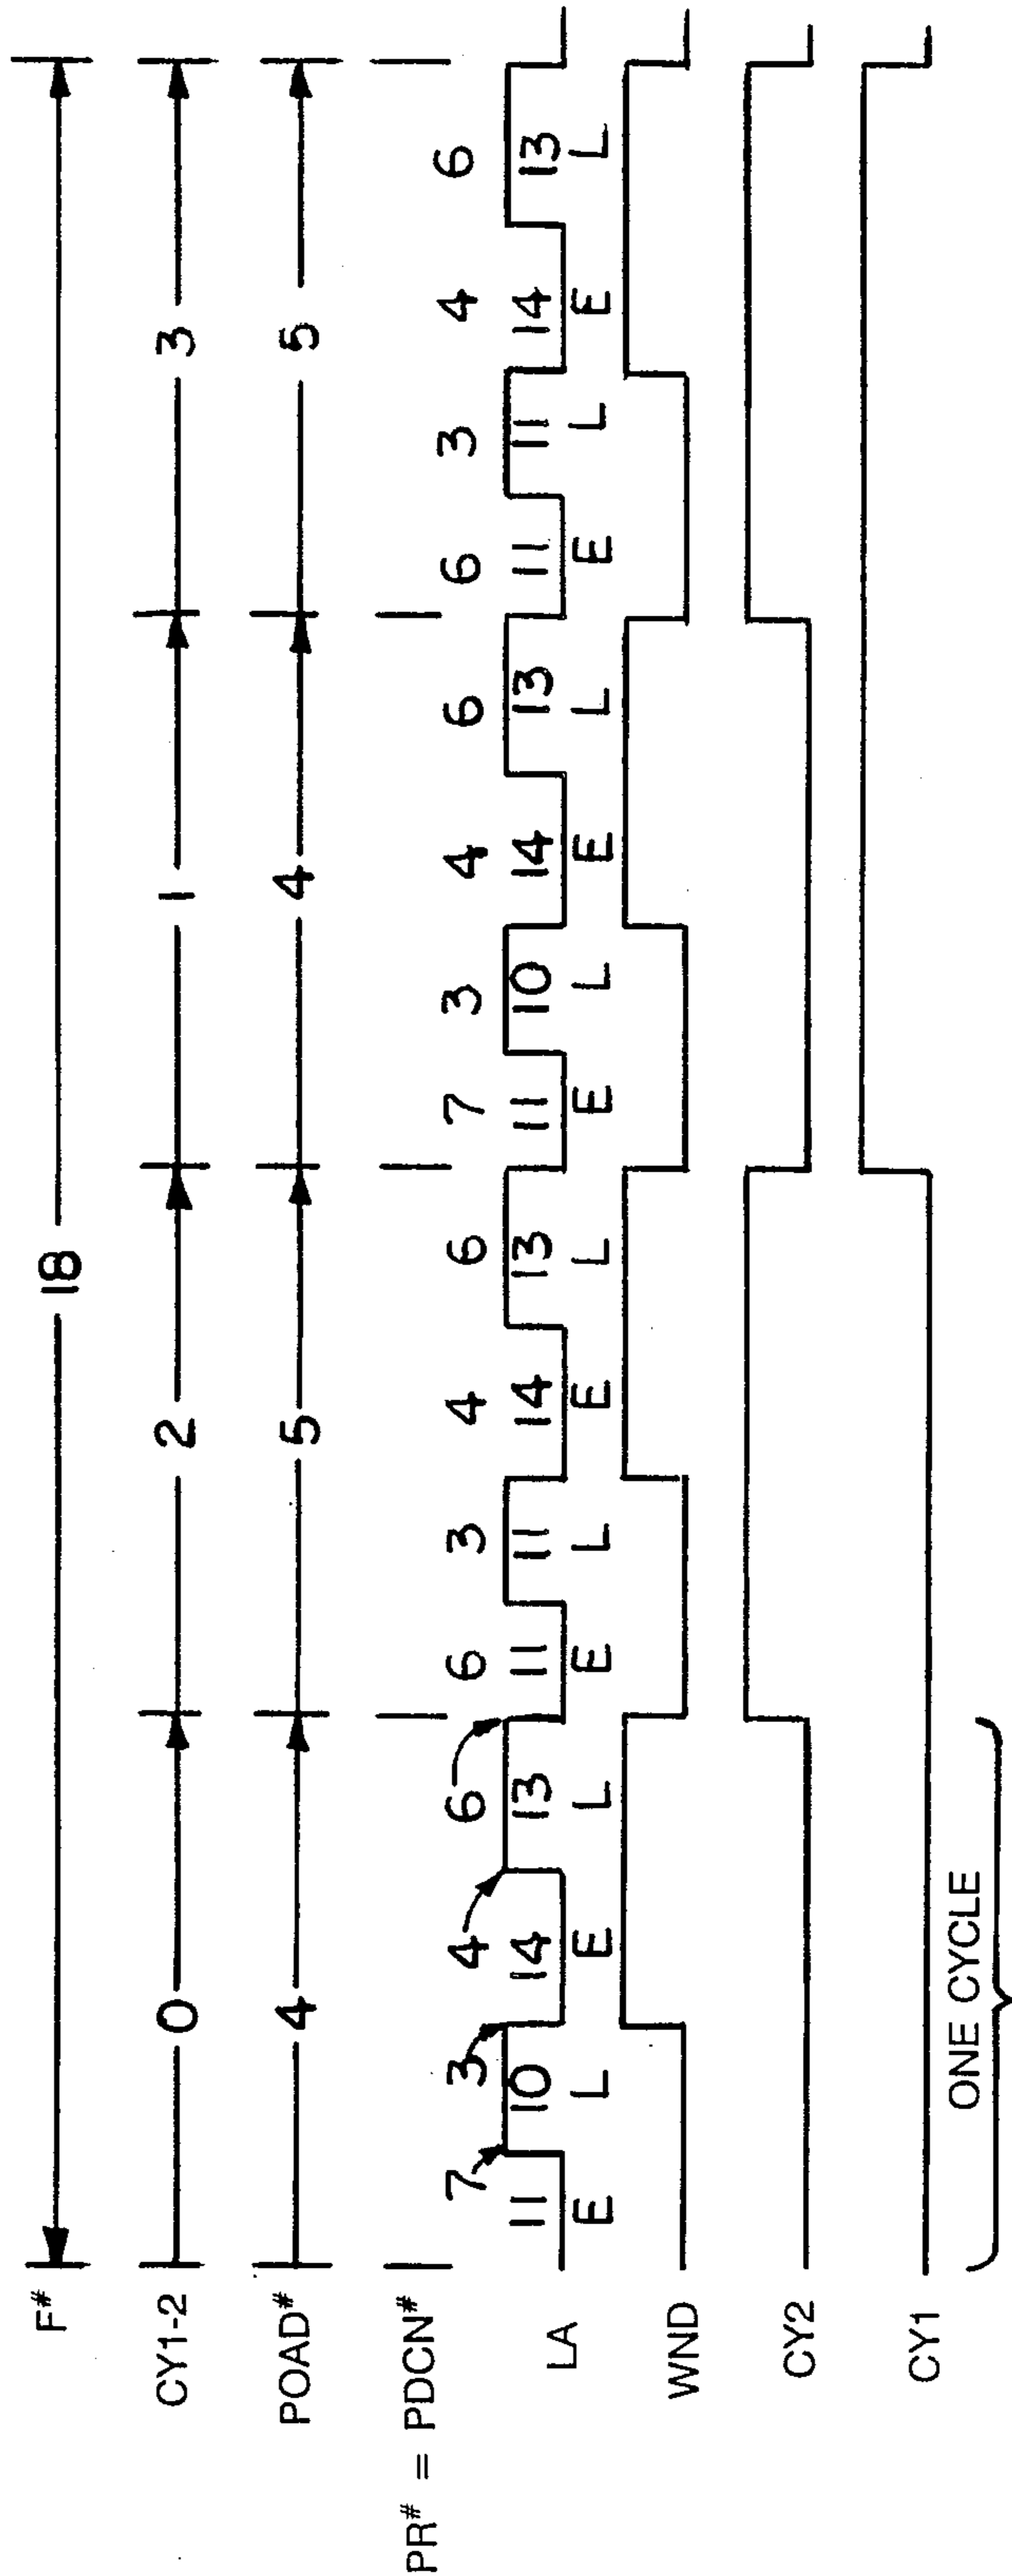 F# 18
CY1-2 0 2 1 3
POAD# 4 5 4 5
PR# = PDCN# 7 3 4 6 6 3 4 6 7 3 4 6 6 3 4 6
LA 11 10 14 13 11 11 14 13 11 10 14 13 11 11 14 13
E L E L E L E L E L E L E L E L
WND
CY2
CY1
ONE CYCLE